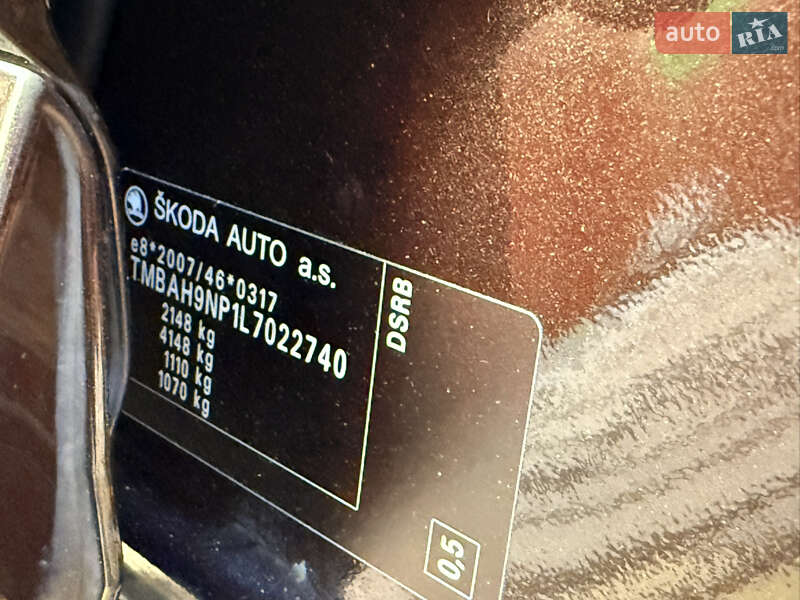 auto RIA .com
ŠKODA AUTO a.s.
e8*2007/46*0317
TMBAH9NP1L7022740
2148 kg
4148 kg
1110 kg
1070 kg
DSRB
0,5